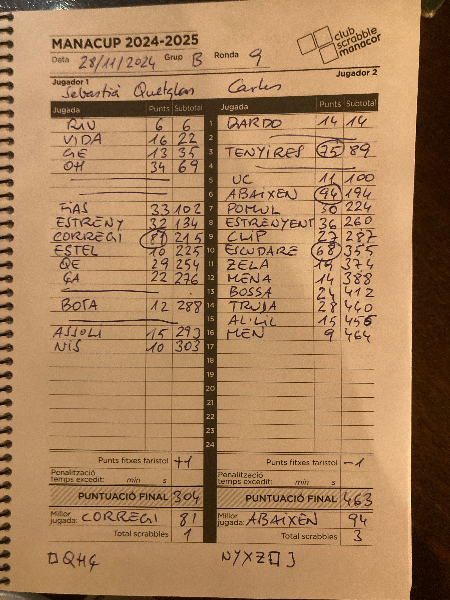 MANACUP 2024-2025
club scrabble manacor
Data 28/11/2024 Grup B Ronda 9
Jugador 1 Jugador 2
Sebastià Quetglas Carles
Jugada Punts Subtotal Jugada Punts Subtotal
RIU 6 6 1 DARDO 14 14
VIDA 16 22 2
GE 13 35 3 TENYIRES 75 89
OH 34 69 4
5 UC 11 100
6 ABAIXEN 94 194
FIAS 33 102 7 POMUL 30 224
ESTRENY 32 134 8 ESTRENYENT 36 260
CORREGI 81 215 9 CLIP 27 287
ESTEL 10 225 10 ESCUDARE 68 355
QE 29 254 11 ZELA 19 374
ÇA 22 276 12 MENA 14 388
13 BOSSA 24 412
BOTA 12 288 14 TRUJA 28 440
15 AL·LIL 15 455
ASSOLI 15 293 16 MEN 9 464
NIS 10 303 17
18
19
20
21
22
23
24
Punts fitxes faristol +1 Punts fitxes faristol -1
Penalització temps excedit: min s Penalització temps excedit: min s
PUNTUACIÓ FINAL 304 PUNTUACIÓ FINAL 463
Millor jugada: CORREGI 81 Millor jugada: ABAIXEN 94
Total scrabbles 1 Total scrabbles 3